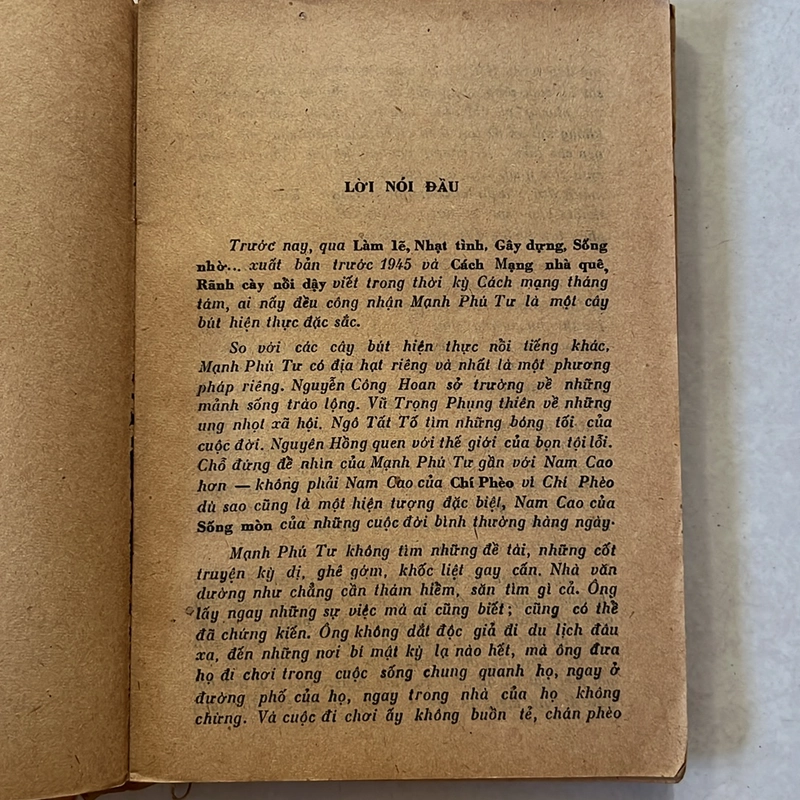 LỜI NÓI ĐẦU
Trước nay, qua Làm lẽ, Nhạt tình, Gây dựng, Sống
nhờ... xuất bản trước 1945 và Cách Mạng nhà quê,
Rãnh cày nổi dậy viết trong thời kỳ Cách mạng tháng
tám, ai nấy đều công nhận Mạnh Phú Tư là một cây
bút hiện thực đặc sắc.
So với các cây bút hiện thực nổi tiếng khác,
Mạnh Phú Tư có địa hạt riêng và nhất là một phương
pháp riêng. Nguyễn Công Hoan sở trường về những
mảnh sống trào lộng. Vũ Trọng Phụng thiên về những
ung nhọt xã hội. Ngô Tất Tố tìm những bóng tối của
cuộc đời. Nguyên Hồng quen với thế giới của bọn tội lỗi.
Chỗ đứng để nhìn của Mạnh Phú Tư gần với Nam Cao
hơn — không phải Nam Cao của Chí Phèo vì Chí Phèo
dù sao cũng là một hiện tượng đặc biệt, Nam Cao của
Sống mòn của những cuộc đời bình thường hàng ngày.
Mạnh Phú Tư không tìm những đề tài, những cốt
truyện kỳ dị, ghê gớm, khốc liệt gay cấn. Nhà văn
dường như chẳng cần thám hiểm, săn tìm gì cả. Ông
lấy ngay những sự việc mà ai cũng biết ; cũng có thể
đã chứng kiến. Ông không dắt độc giả đi du lịch đâu
xa, đến những nơi bí mật kỳ lạ nào hết, mà ông đưa
họ đi chơi trong cuộc sống chung quanh họ, ngay ở
đường phố của họ, ngay trong nhà của họ không
chừng. Và cuộc đi chơi ấy không buồn tẻ, chán phèo